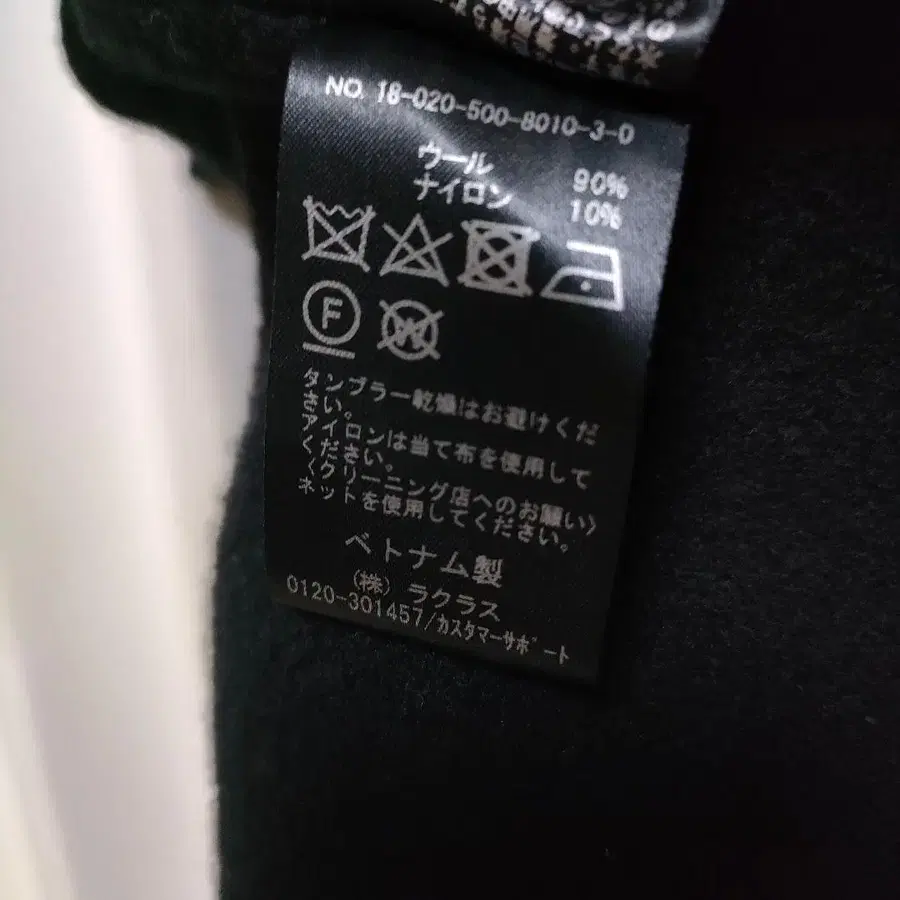 NO. 18-020-500-8010-3-0
ウール 90%
ナイロン 10%
F
W
タンブラー乾燥はお避けくだ
さい。
アイロンは当て布を使用して
ください。
〈クリーニング店へのお願い〉
ネットを使用してください。
ベトナム製
(株) ラクラス
0120-301457/カスタマーサポート